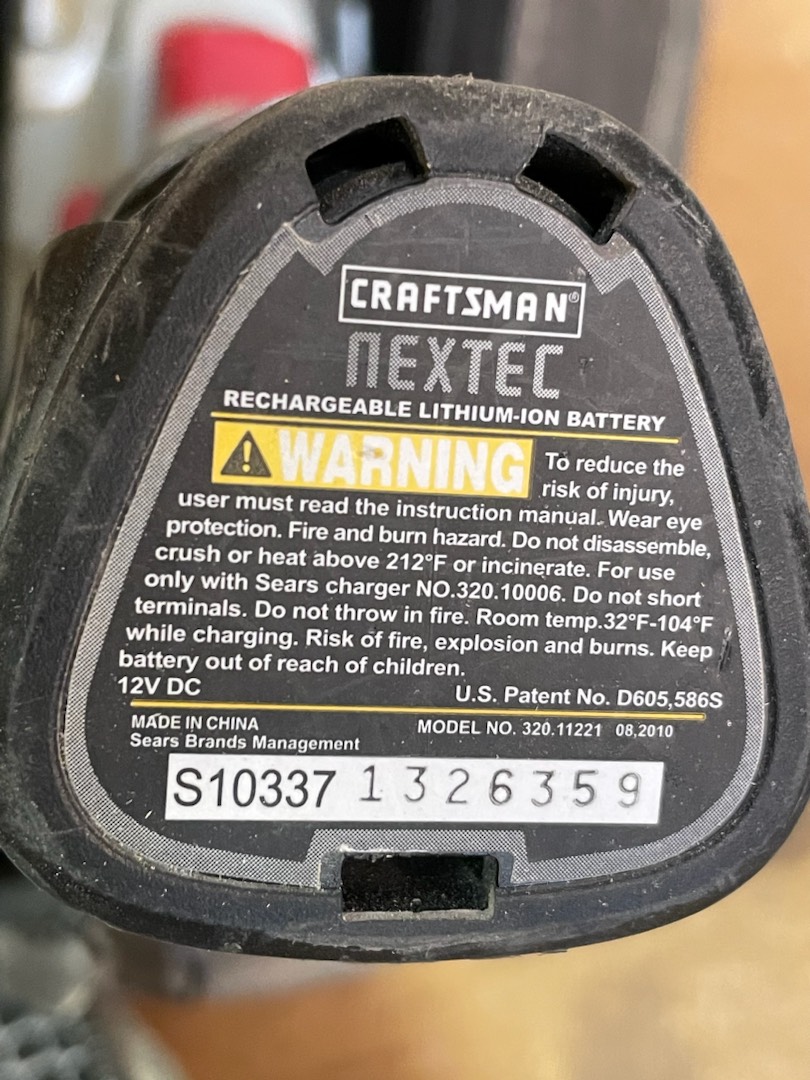 CRAFTSMAN®
NEXTEC
RECHARGEABLE LITHIUM-ION BATTERY
WARNING To reduce the
risk of injury,
user must read the instruction manual. Wear eye
protection. Fire and burn hazard. Do not disassemble,
crush or heat above 212°F or incinerate. For use
only with Sears charger NO.320.10006. Do not short
terminals. Do not throw in fire. Room temp.32°F-104°F
while charging. Risk of fire, explosion and burns. Keep
battery out of reach of children.
12V DC U.S. Patent No. D605,586S
MADE IN CHINA MODEL NO. 320.11221 08,2010
Sears Brands Management
S10337 1326359